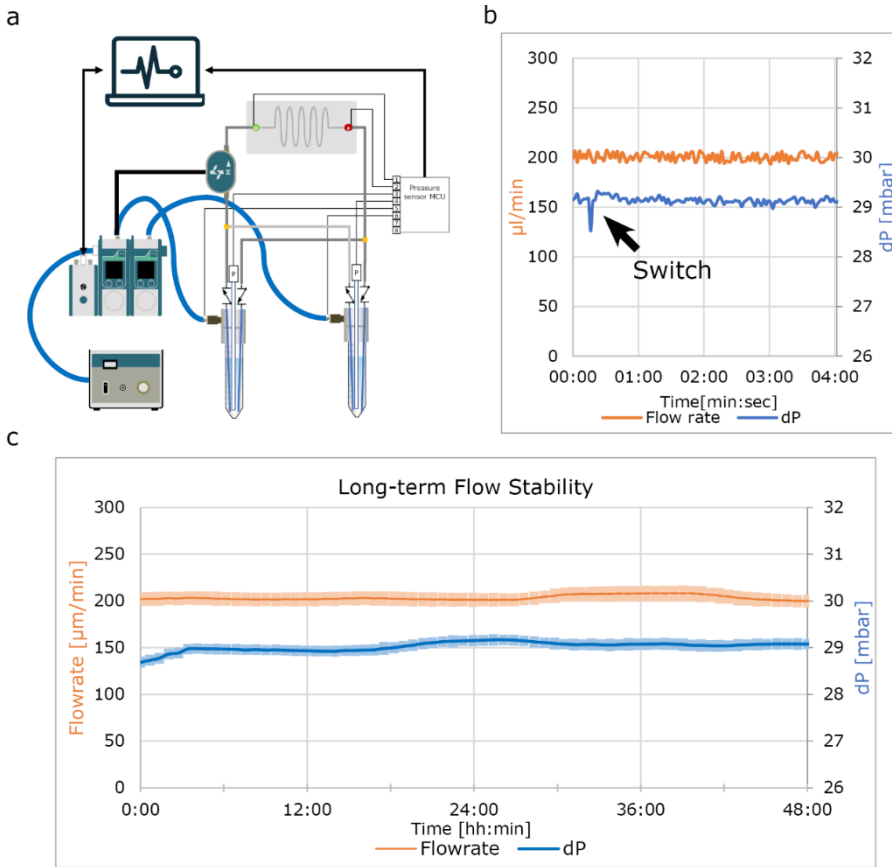 a
Pressure
sensor MCU
1
2
3
4
5
6
7
8
P
P
b
300
250
200
150
100
50
0
µl/min
32
31
30
29
28
27
26
dP [mbar]
Switch
00:00 01:00 02:00 03:00 04:00
Time[min:sec]
Flow rate dP
c
Long-term Flow Stability
300
250
200
150
100
50
0
Flowrate [µm/min]
32
31
30
29
28
27
26
dP [mbar]
0:00 12:00 24:00 36:00 48:00
Time [hh:min]
Flowrate dP